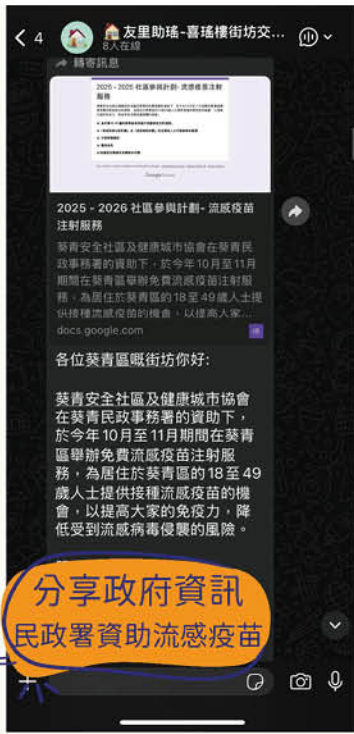 4
友里助瑤-喜瑤樓街坊交...
8人在線
轉寄訊息
2025 - 2025 社區參與計劃- 流感疫苗注射
服務
2025 - 2026 社區參與計劃- 流感疫苗
注射服務
葵青安全社區及健康城市協會在葵青民
政事務署的資助下，於今年10月至11月
期間在葵青區舉辦免費流感疫苗注射服
務，為居住於葵青區的18至49歲人士提
供接種流感疫苗的機會，以提高大家...
docs.google.com
各位葵青區嘅街坊你好:
葵青安全社區及健康城市協會
在葵青民政事務署的資助下，
於今年10月至11月期間在葵青
區舉辦免費流感疫苗注射服
務，為居住於葵青區的18至49
歲人士提供接種流感疫苗的機
會，以提高大家的免疫力，降
低受到流感病毒侵襲的風險。
分享政府資訊
民政署資助流感疫苗